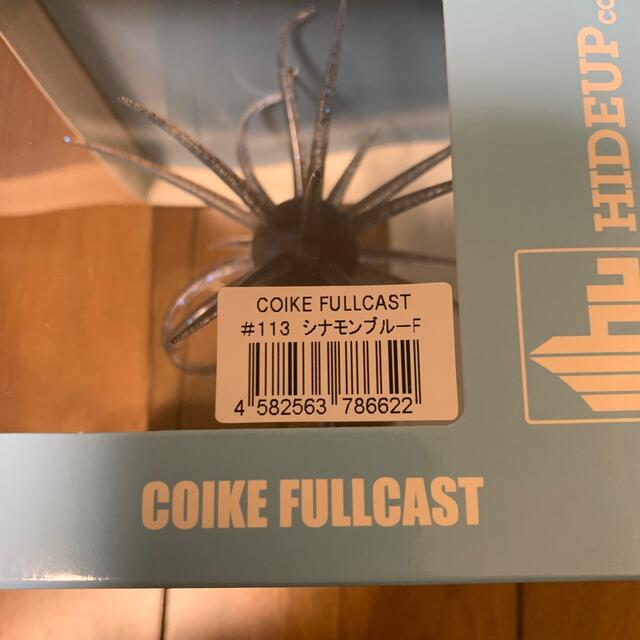 HIDEUP
COIKE FULLCAST
#113 シナモンブルーF
4 582563 786622
COIKE FULLCAST